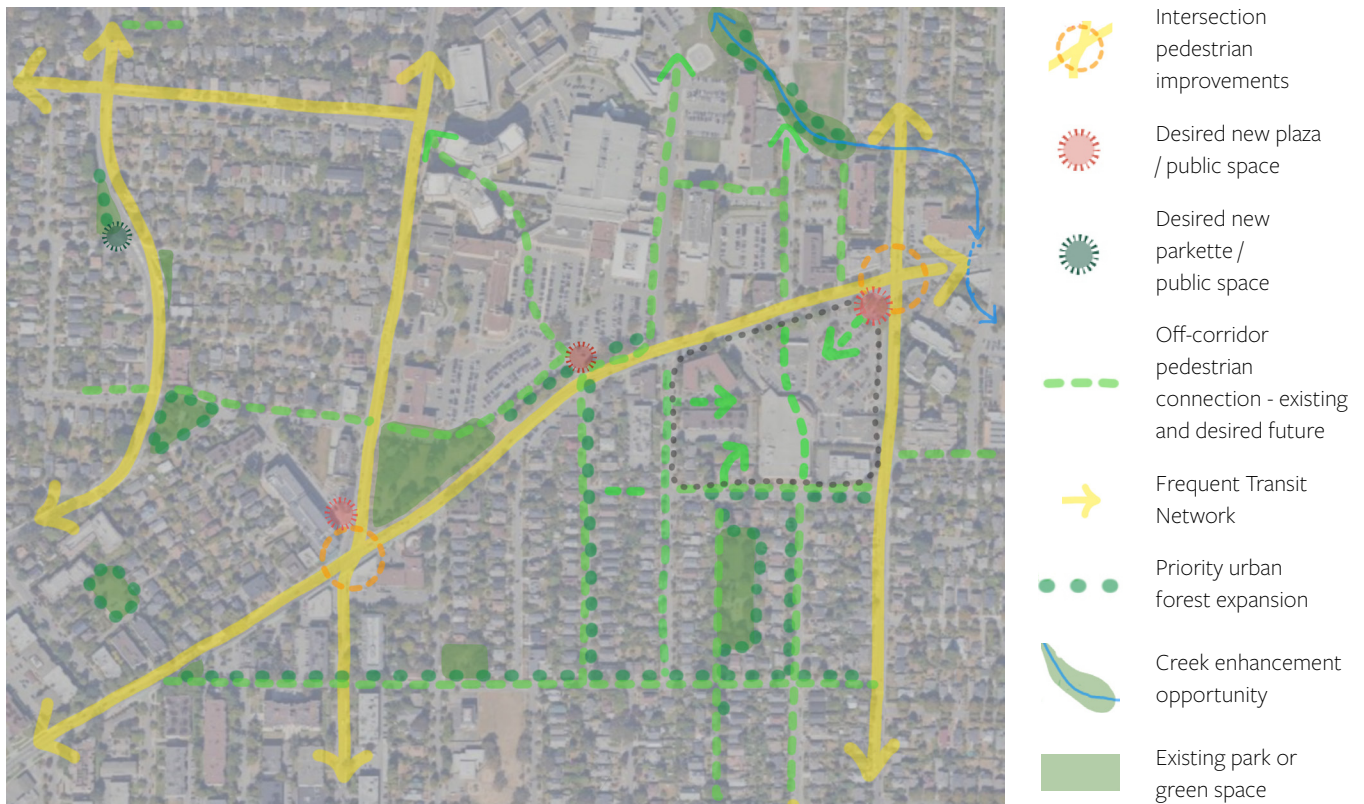 Intersection
pedestrian
improvements
Desired new plaza
/ public space
Desired new
parkette /
public space
Off-corridor
pedestrian
connection - existing
and desired future
Frequent Transit
Network
Priority urban
forest expansion
Creek enhancement
opportunity
Existing park or
green space